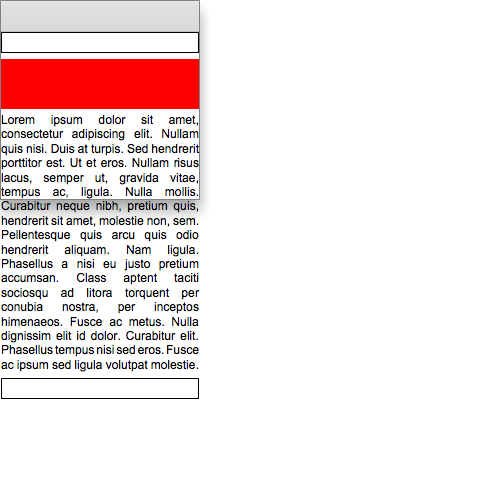 Lorem ipsum dolor sit amet,
consectetur adipiscing elit. Nullam
quis nisi. Duis at turpis. Sed hendrerit
porttitor est. Ut et eros. Nullam risus
lacus, semper ut, gravida vitae,
tempus ac, ligula. Nulla mollis.
Curabitur neque nibh, pretium quis,
hendrerit sit amet, molestie non, sem.
Pellentesque quis arcu quis odio
hendrerit aliquam. Nam ligula.
Phasellus a nisi eu justo pretium
accumsan. Class aptent taciti
sociosqu ad litora torquent per
conubia nostra, per inceptos
himenaeos. Fusce ac metus. Nulla
dignissim elit id dolor. Curabitur elit.
Phasellus tempus nisi sed eros. Fusce
ac ipsum sed ligula volutpat molestie.